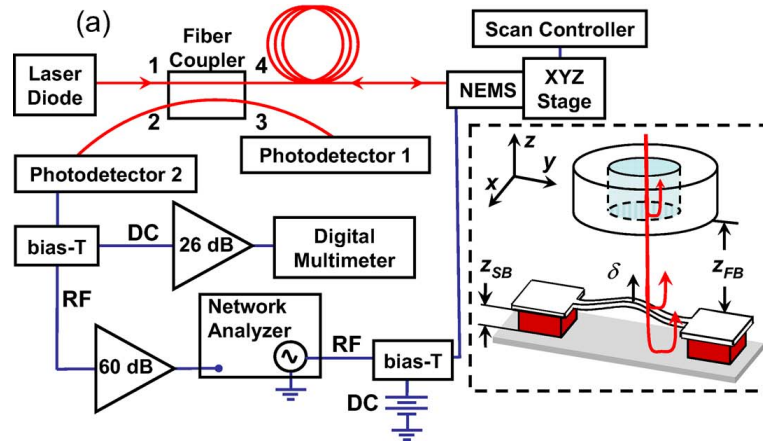 (a)
Scan Controller
Fiber
Coupler
Laser
Diode
1
4
2
3
NEMS
XYZ
Stage
Photodetector 1
Photodetector 2
bias-T
DC
26 dB
Digital
Multimeter
RF
60 dB
Network
Analyzer
RF
bias-T
DC
z
y
x
z_SB
δ
z_FB